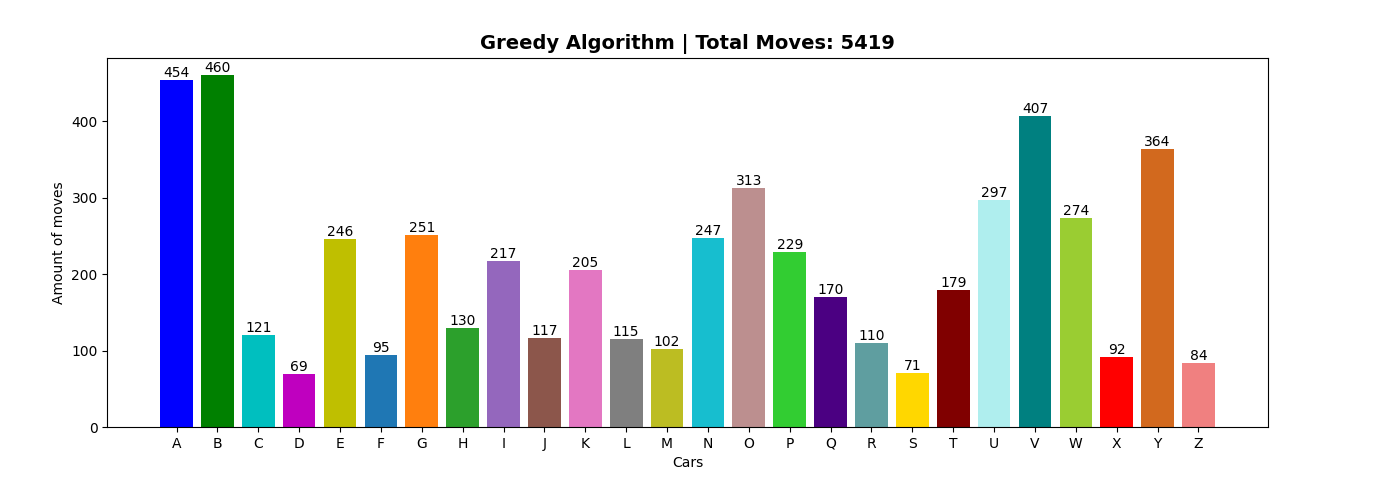 Greedy Algorithm | Total Moves: 5419
454 460 121 69 246 95 251 130 217 117 205 115 102 247 313 229 170 110 71 179 297 407 274 92 364 84
Amount of moves
400
300
200
100
0
A B C D E F G H I J K L M N O P Q R S T U V W X Y Z
Cars